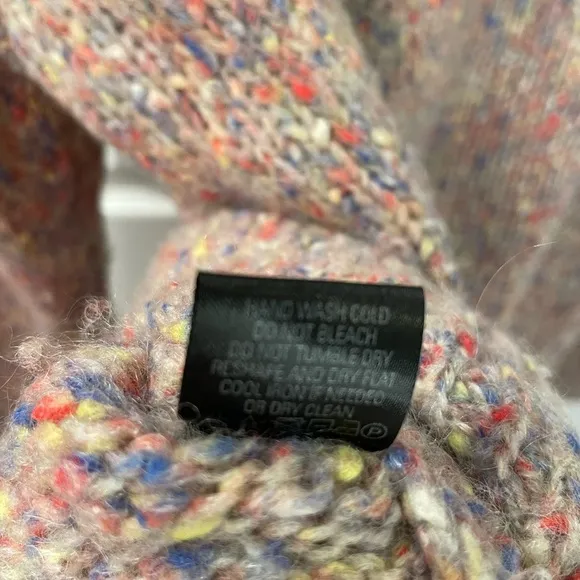 HAND WASH COLD
DO NOT BLEACH
DO NOT TUMBLE DRY
RESHAPE AND DRY FLAT
COOL IRON IF NEEDED
OR DRY CLEAN
P